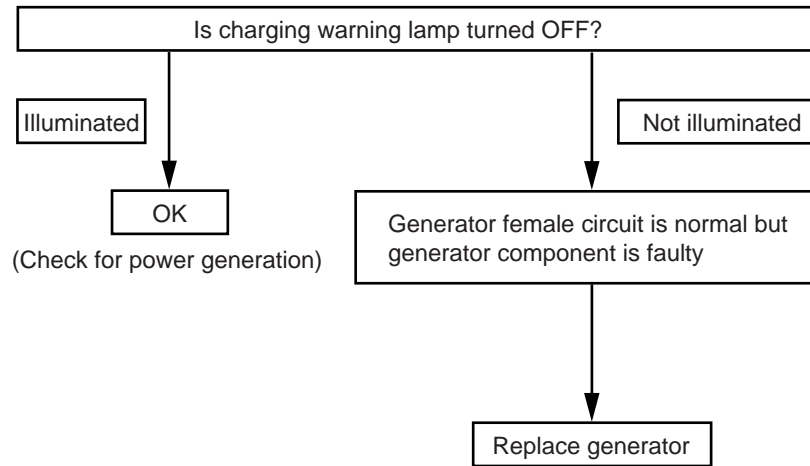 Is charging warning lamp turned OFF?
Illuminated
Not illuminated
OK
(Check for power generation)
Generator female circuit is normal but
generator component is faulty
Replace generator